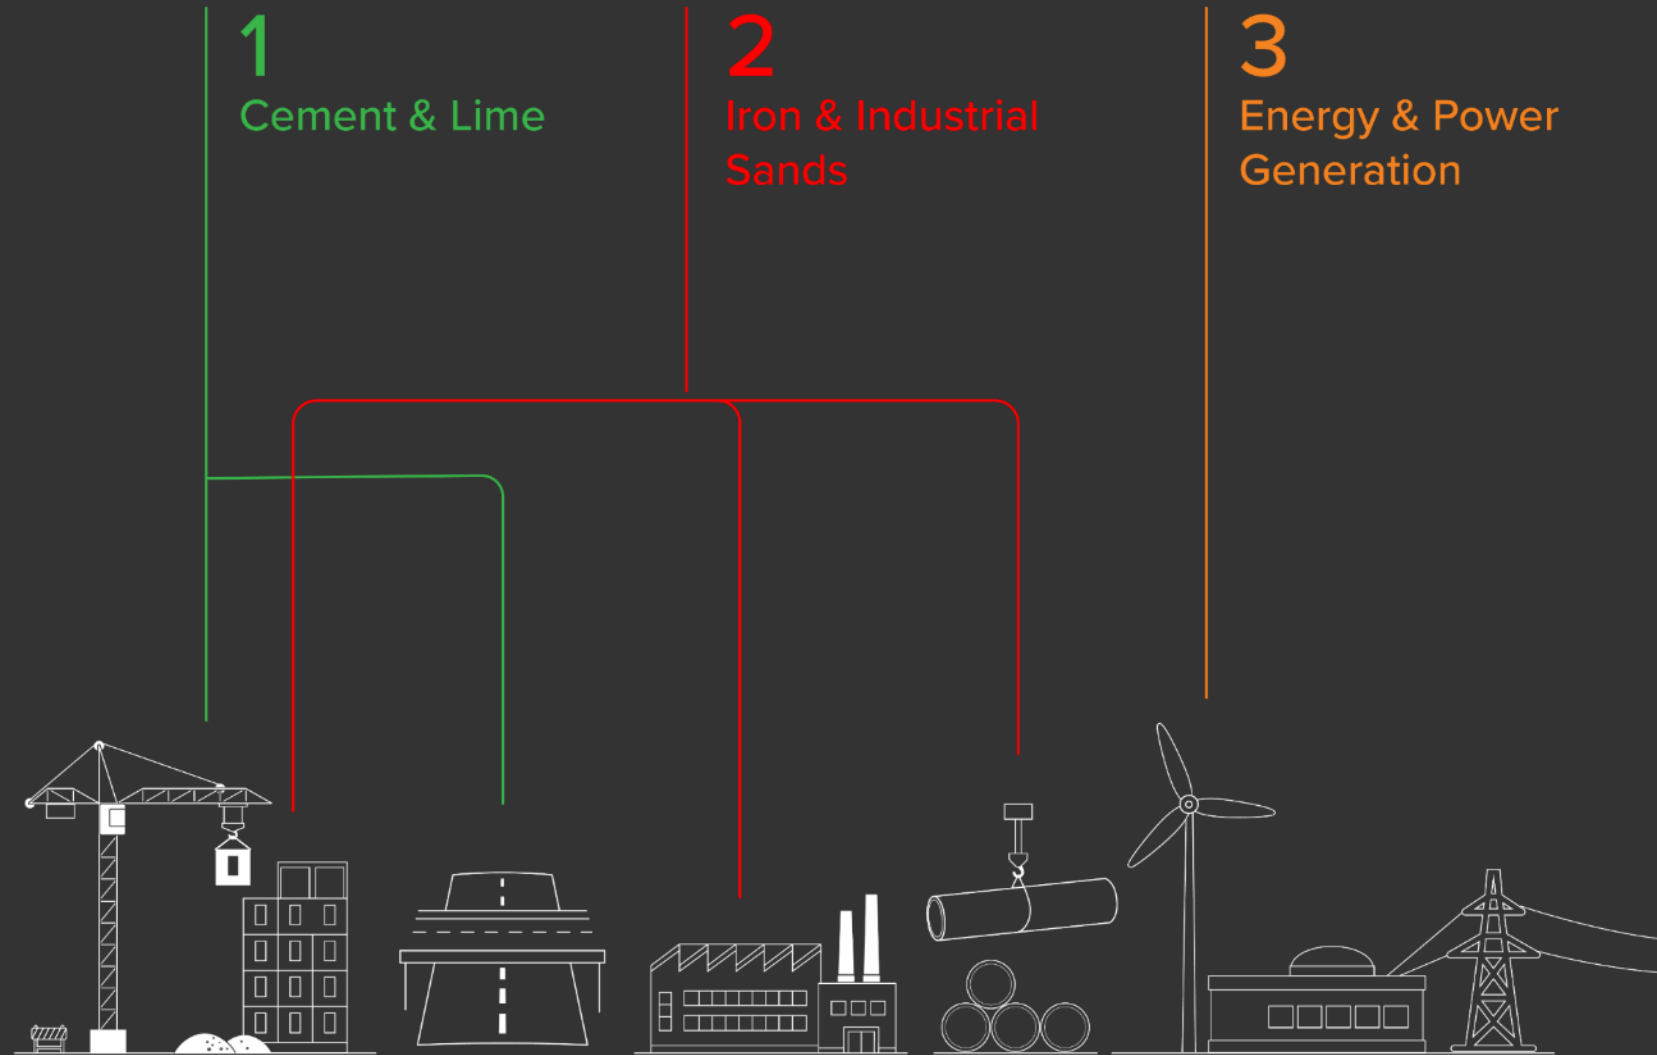 1
Cement & Lime
2
Iron & Industrial
Sands
3
Energy & Power
Generation